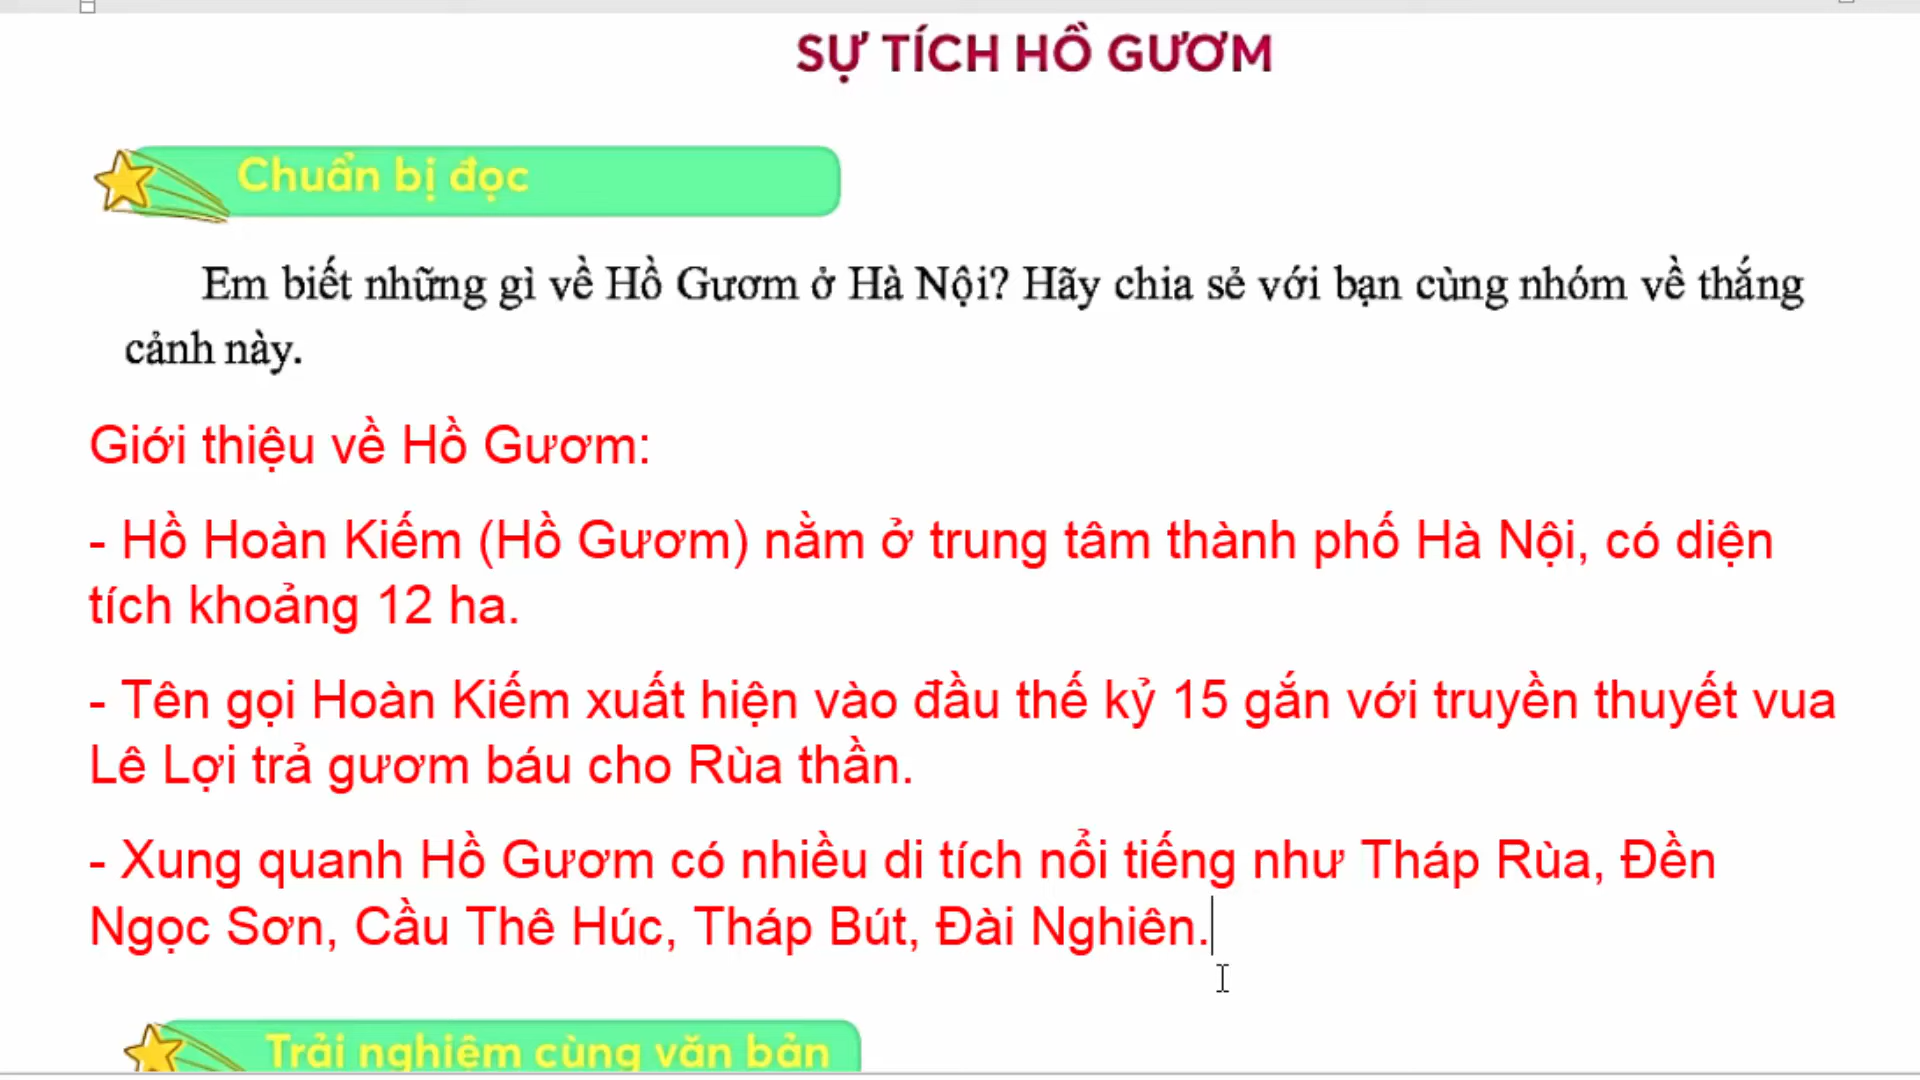 SỰ TÍCH HỒ GƯƠM
Chuẩn bị đọc
Em biết những gì về Hồ Gươm ở Hà Nội? Hãy chia sẻ với bạn cùng nhóm về thắng
cảnh này.
Giới thiệu về Hồ Gươm:
- Hồ Hoàn Kiếm (Hồ Gươm) nằm ở trung tâm thành phố Hà Nội, có diện
tích khoảng 12 ha.
- Tên gọi Hoàn Kiếm xuất hiện vào đầu thế kỷ 15 gắn với truyền thuyết vua
Lê Lợi trả gươm báu cho Rùa thần.
- Xung quanh Hồ Gươm có nhiều di tích nổi tiếng như Tháp Rùa, Đền
Ngọc Sơn, Cầu Thê Húc, Tháp Bút, Đài Nghiên.
Trải nghiệm cùng văn bản